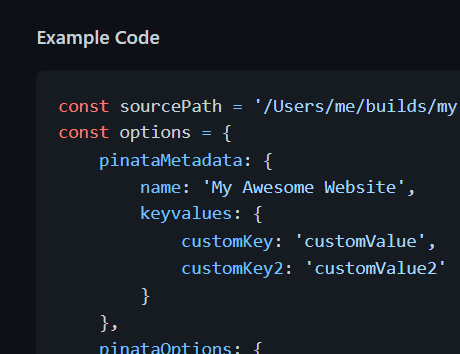 Example Code
const sourcePath = '/Users/me/builds/my
const options = {
pinataMetadata: {
name: 'My Awesome Website',
keyvalues: {
customKey: 'customValue',
customKey2: 'customValue2'
}
},
pinataOptions: {